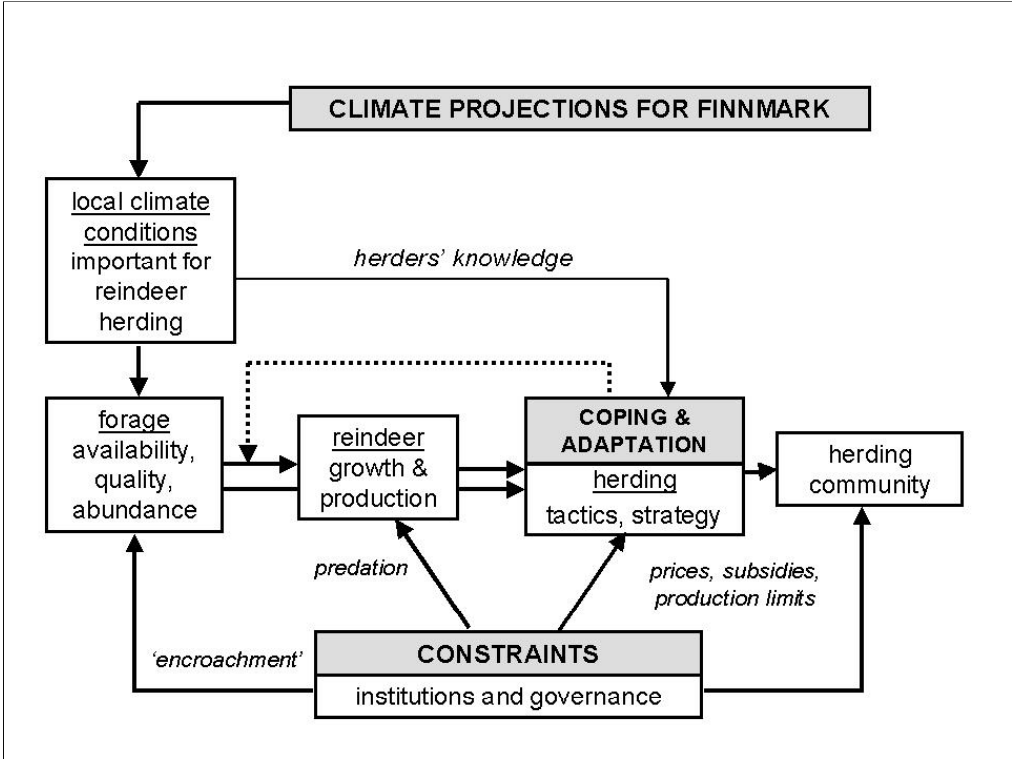 CLIMATE PROJECTIONS FOR FINNMARK
local climate
conditions
important for
reindeer
herding
herders’ knowledge
forage
availability,
quality,
abundance
reindeer
growth &
production
COPING &
ADAPTATION
herding
tactics, strategy
herding
community
predation
prices, subsidies,
production limits
‘encroachment’
CONSTRAINTS
institutions and governance